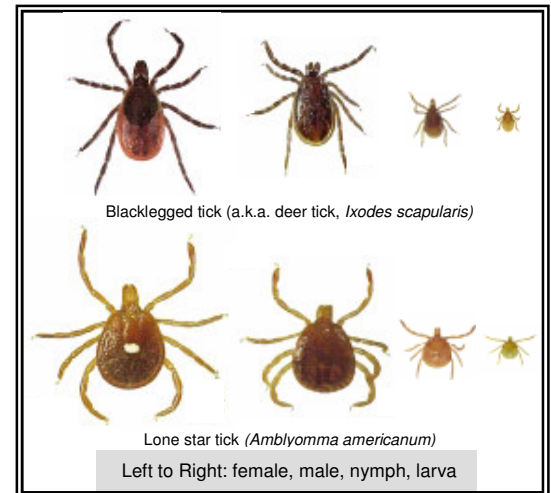 Blacklegged tick (a.k.a. deer tick, Ixodes scapularis)
Lone star tick (Amblyomma americanum)
Left to Right: female, male, nymph, larva